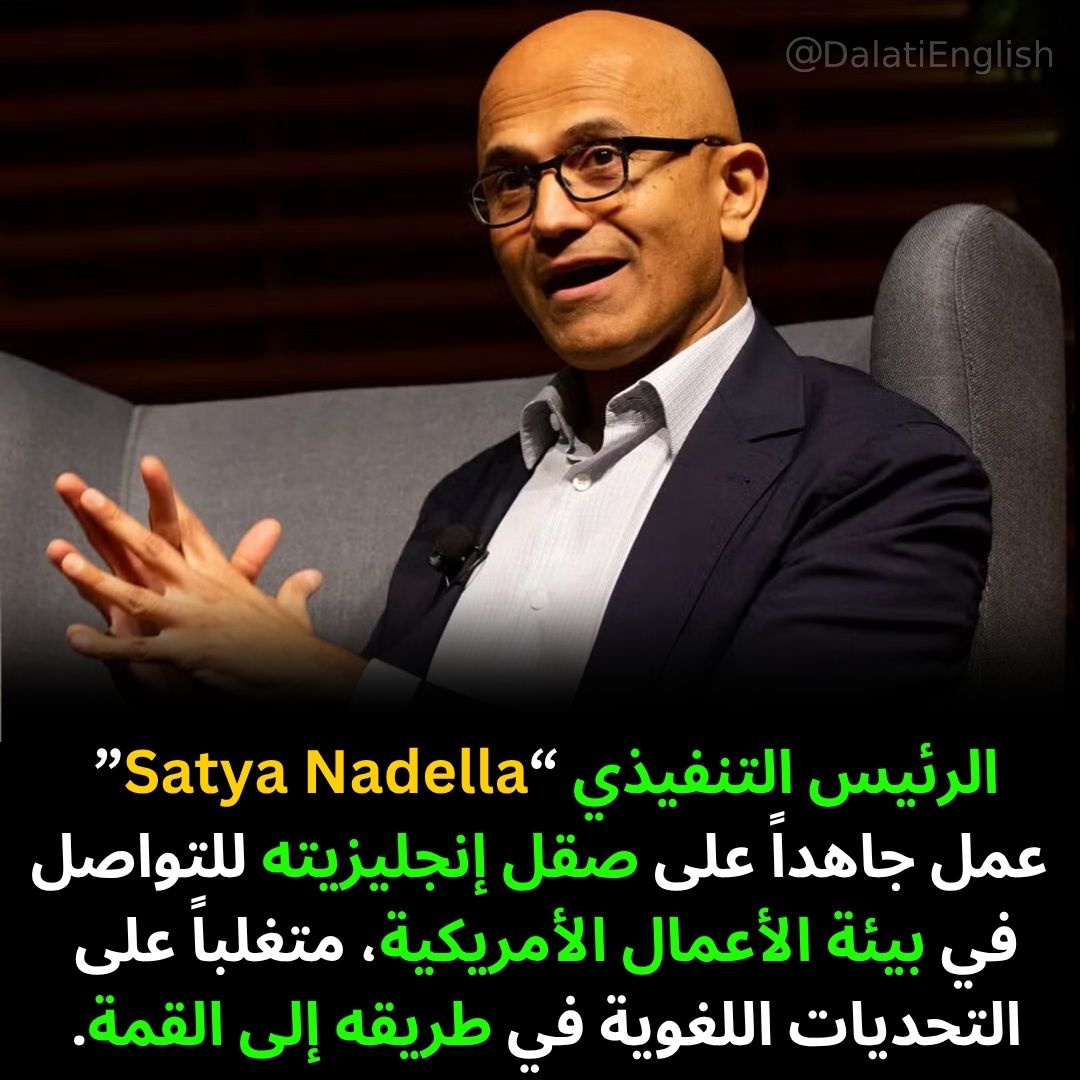 @DalatiEnglish
الرئيس التنفيذي “Satya Nadella”
عمل جاهداً على صقل إنجليزيته للتواصل
في بيئة الأعمال الأمريكية، متغلباً على
التحديات اللغوية في طريقه إلى القمة.